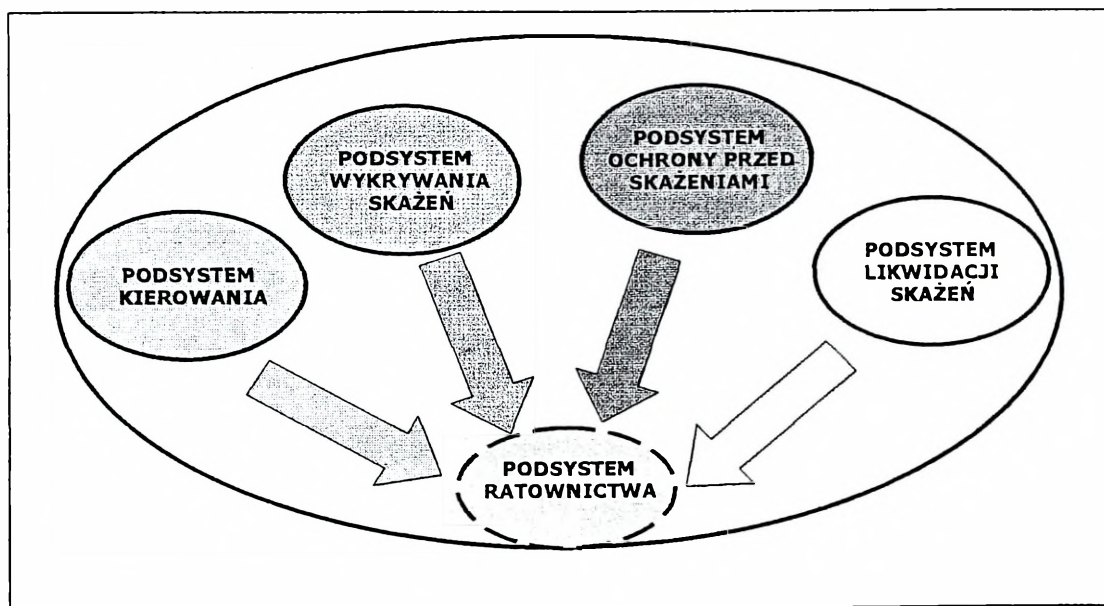 PODSYSTEM
KIEROWANIA
PODSYSTEM
WYKRYWANIA
SKAŻEŃ
PODSYSTEM
OCHRONY PRZED
SKAŻENIAMI
PODSYSTEM
LIKWIDACJI
SKAŻEŃ
PODSYSTEM
RATOWNICTWA